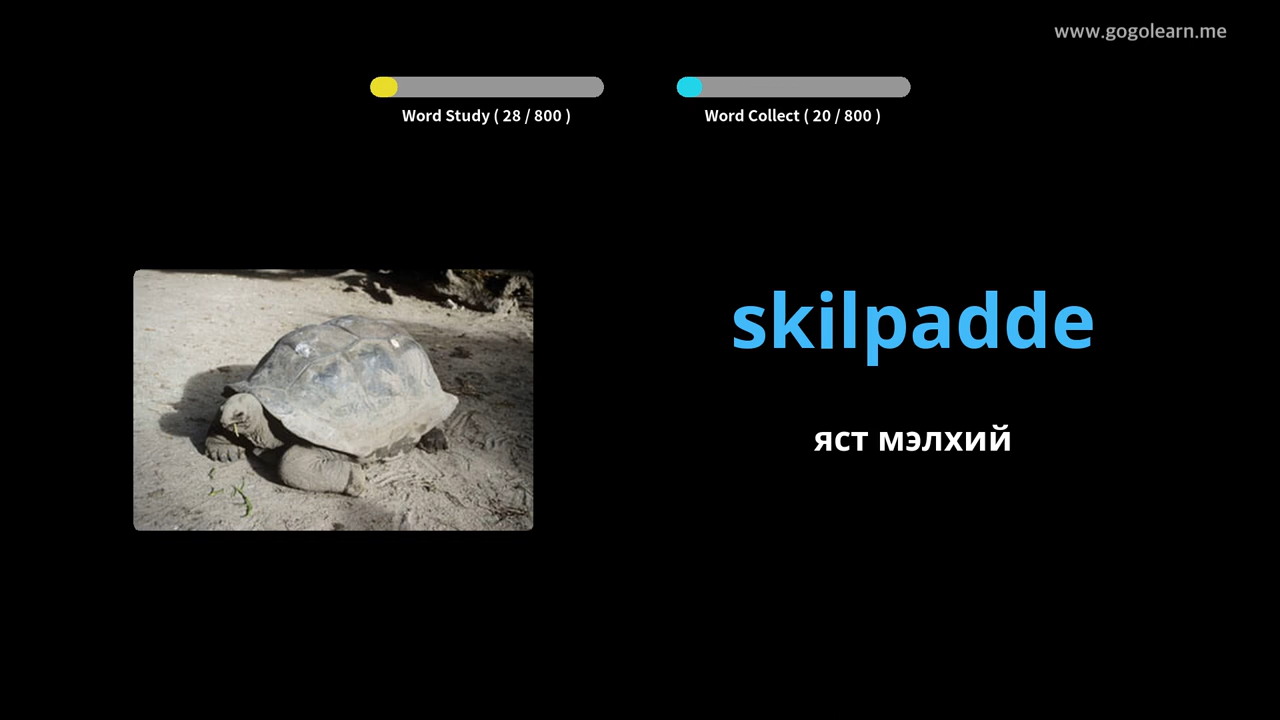 www.gogolearn.me
Word Study ( 28 / 800 )
Word Collect ( 20 / 800 )
skilpadde
яст мэлхий